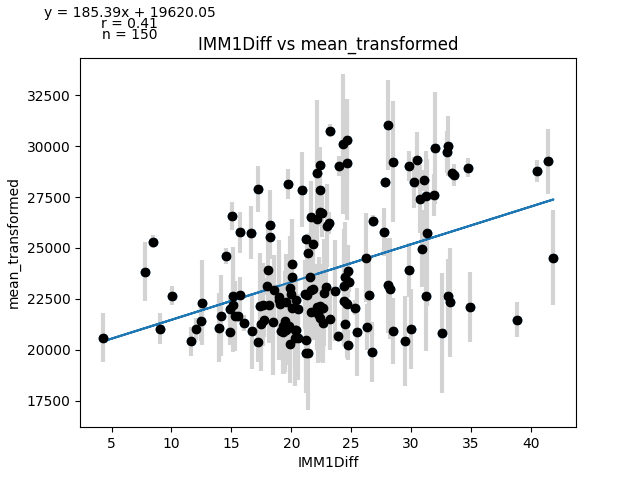 y = 185.39x + 19620.05
r = 0.41
n = 150
IMM1Diff vs mean_transformed
32500
30000
27500
25000
22500
20000
17500
mean_transformed
5 10 15 20 25 30 35 40
IMM1Diff